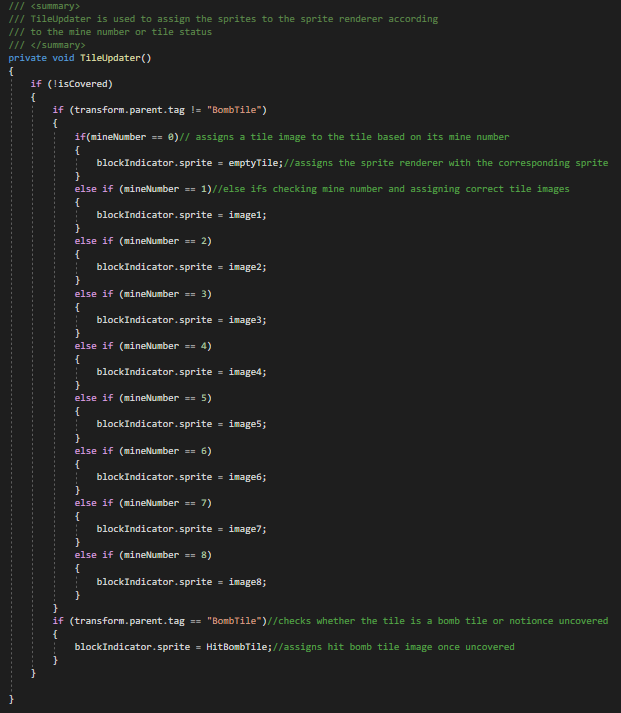 /// <summary>
/// TileUpdater is used to assign the sprites to the sprite renderer according
/// to the mine number or tile status
/// </summary>
private void TileUpdater()
{
if (!isCovered)
{
if (transform.parent.tag != "BombTile")
{
if(mineNumber == 0)// assigns a tile image to the tile based on its mine number
{
blockIndicator.sprite = emptyTile;//assigns the sprite renderer with the corresponding sprite
}
else if (mineNumber == 1)//else ifs checking mine number and assigning correct tile images
{
blockIndicator.sprite = image1;
}
else if (mineNumber == 2)
{
blockIndicator.sprite = image2;
}
else if (mineNumber == 3)
{
blockIndicator.sprite = image3;
}
else if (mineNumber == 4)
{
blockIndicator.sprite = image4;
}
else if (mineNumber == 5)
{
blockIndicator.sprite = image5;
}
else if (mineNumber == 6)
{
blockIndicator.sprite = image6;
}
else if (mineNumber == 7)
{
blockIndicator.sprite = image7;
}
else if (mineNumber == 8)
{
blockIndicator.sprite = image8;
}
}
if (transform.parent.tag == "BombTile")//checks whether the tile is a bomb tile or notionce uncovered
{
blockIndicator.sprite = HitBombTile;//assigns hit bomb tile image once uncovered
}
}
}